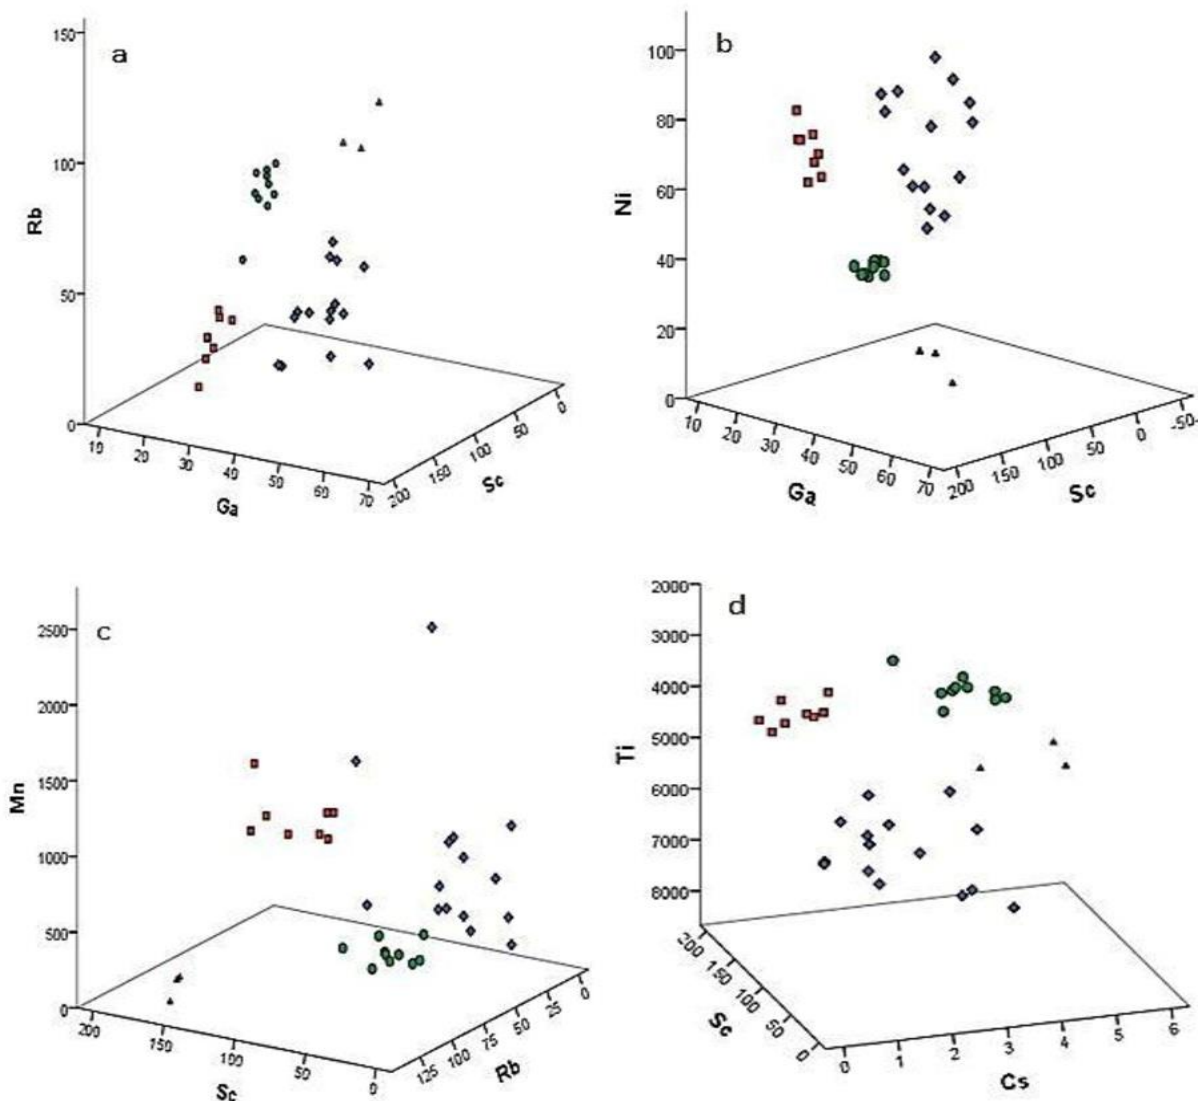 a
150
100
50
0
Rb
10 20 30 40 50 60 70
Ga
200 150 100 50 0
Sc
b
100
80
60
40
20
0
Ni
10 20 30 40 50 60 70
Ga
200 150 100 50 0 -50
Sc
c
2500
2000
1500
1000
500
0
Mn
200 150 100 50 0
Sc
125 100 75 50 25 0
Rb
d
2000
3000
4000
5000
6000
7000
8000
Ti
200 150 100 50 0
Sc
0 1 2 3 4 5 6
Cs